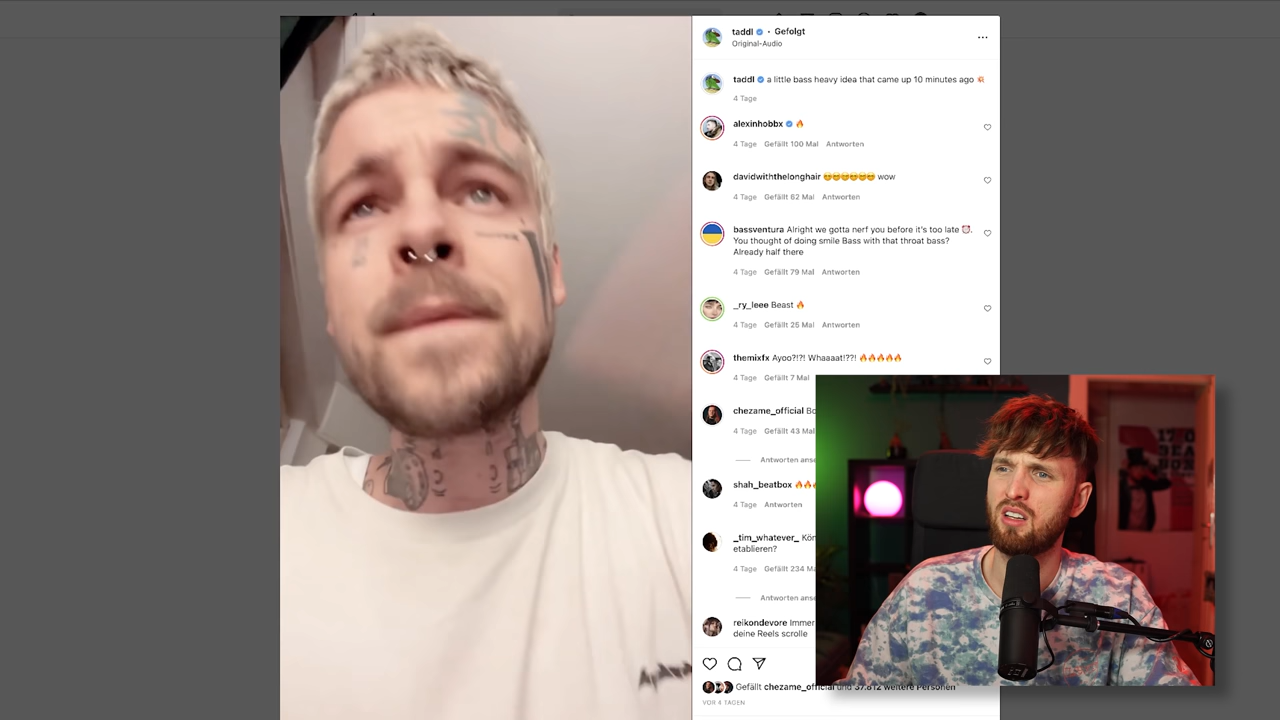 taddl • Gefolgt
Original-Audio
taddl a little bass heavy idea that came up 10 minutes ago 💥
4 Tage
alexinhobbx 🔥
4 Tage Gefällt 100 Mal Antworten
davidwiththelonghair 😍😍😍😍😍😍 wow
4 Tage Gefällt 62 Mal Antworten
bassventura Alright we gotta nerf you before it's too late ⏰.
You thought of doing smile Bass with that throat bass?
Already half there
4 Tage Gefällt 79 Mal Antworten
_ry_leee Beast 🔥
4 Tage Gefällt 25 Mal Antworten
themixfx Ayoo?!?! Whaaaat!??! 🔥🔥🔥🔥🔥
4 Tage Gefällt 7 Mal
chezame_official
4 Tage Gefällt 43 Mal
Antworten
shah_beatbox 🔥🔥
4 Tage Antworten
_tim_whatever_
etablieren?
4 Tage Gefällt 234
Antworten
reikondevore Immer
deine Reels scrolle
Gefällt chezame_official und 37.812 weitere Personen
VOR 4 TAGEN